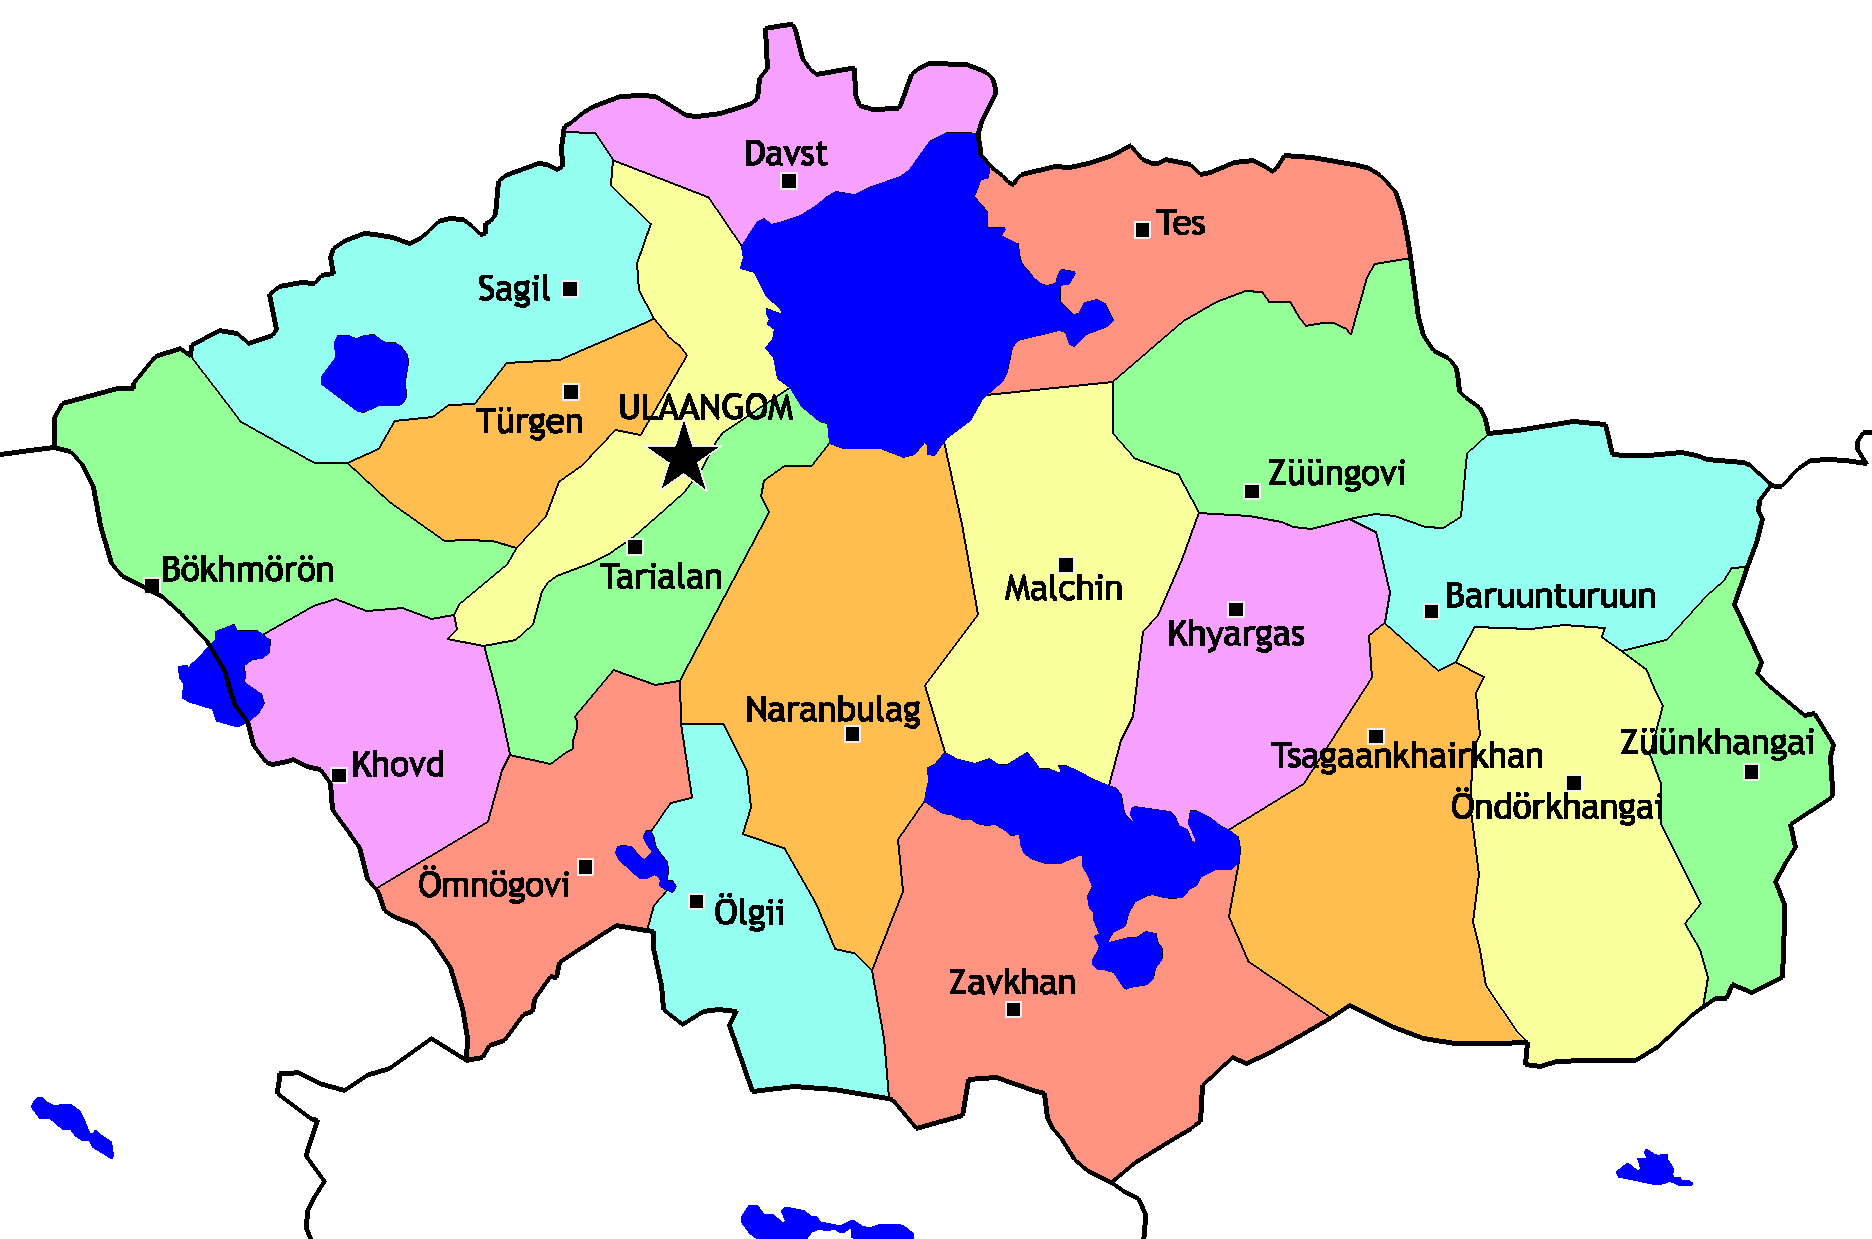 Davst
Tes
Sagil
ULAANGOM
Türgen
Züüngovi
Bökhmörön
Tarialan
Malchin
Baruunturuun
Khyargas
Naranbulag
Tsagaankhairkhan
Züünkhangai
Khovd
Öndörkhangai
Ömnögovi
Ölgii
Zavkhan